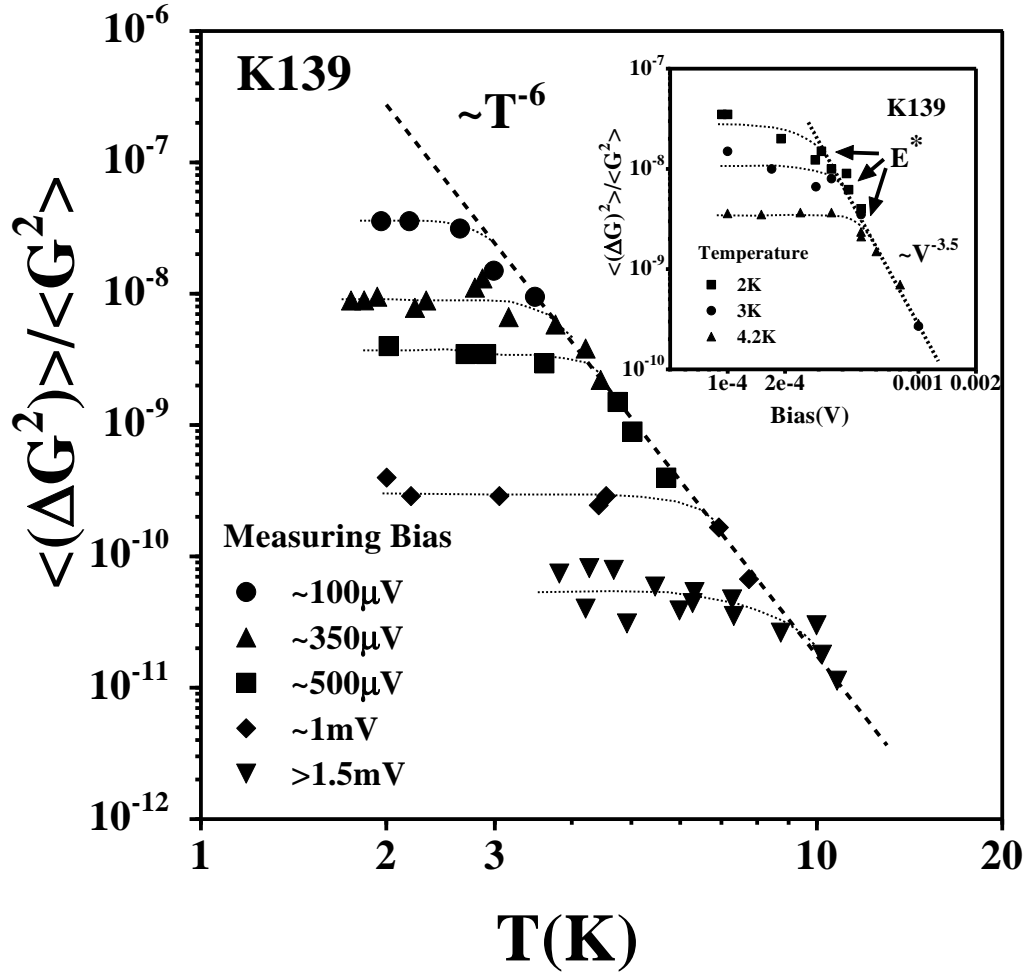 10^-6
10^-7
10^-8
10^-9
10^-10
10^-11
10^-12
<(ΔG^2)>/<G^2>
K139
~T^-6
Measuring Bias
~100μV
~350μV
~500μV
~1mV
>1.5mV
1
2
3
10
20
T(K)
10^-7
10^-8
10^-9
10^-10
<(ΔG)^2>/<G^2>
K139
E^*
~V^-3.5
Temperature
2K
3K
4.2K
1e-4
2e-4
0.001
0.002
Bias(V)